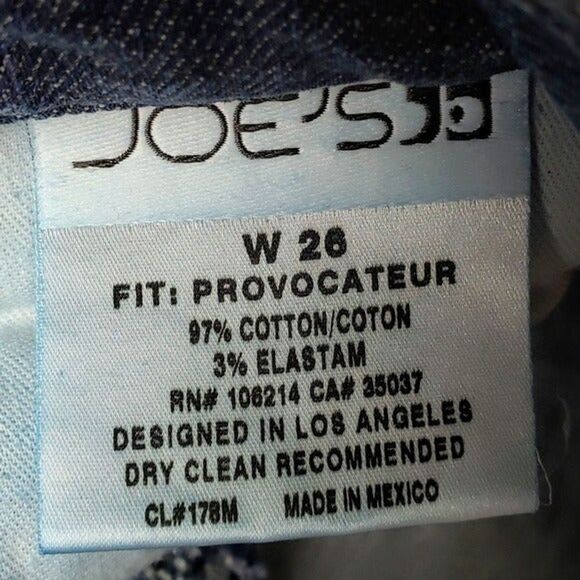 JOE'S
W 26
FIT: PROVOCATEUR
97% COTTON/COTON
3% ELASTAM
RN# 106214 CA# 35037
DESIGNED IN LOS ANGELES
DRY CLEAN RECOMMENDED
CL#178M MADE IN MEXICO